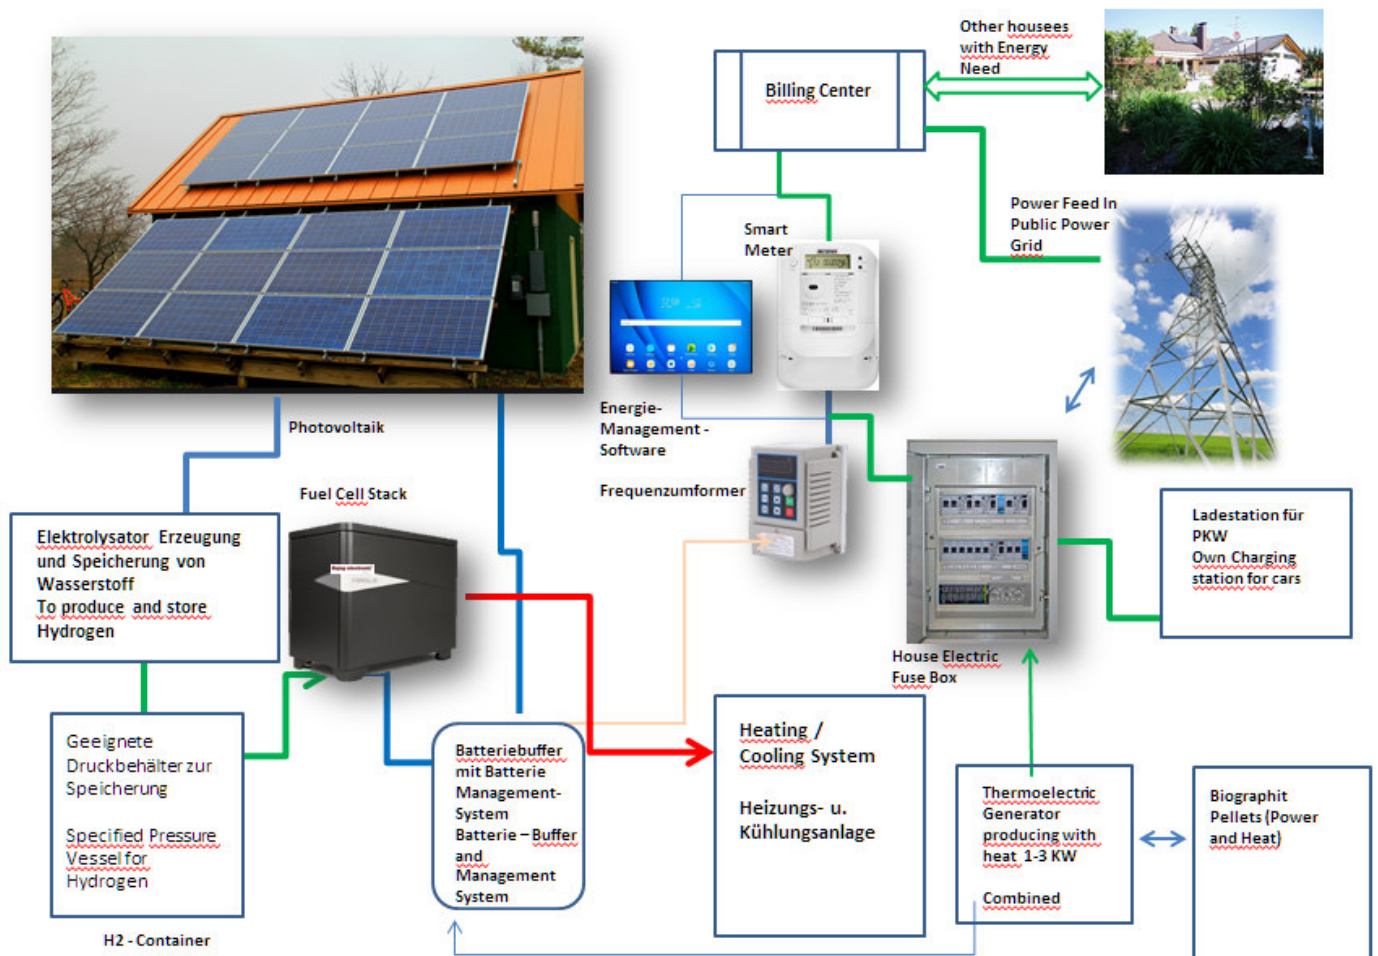 Other housees
with Energy
Need
Billing Center
Power Feed In
Public Power
Grid
Smart
Meter
Energie-
Management -
Software
Photovoltaik
Frequenzumformer
Fuel Cell Stack
Elektrolysator Erzeugung
und Speicherung von
Wasserstoff
To produce and store
Hydrogen
Ladestation für
PKW
Own Charging
station for cars
House Electric
Fuse Box
Geeignete
Druckbehälter zur
Speicherung
Specified Pressure
Vessel for
Hydrogen
H2 - Container
Batteriebuffer
mit Batterie
Management-
System
Batterie – Buffer
and
Management
System
Heating /
Cooling System
Heizungs- u.
Kühlungsanlage
Thermoelectric
Generator
producing with
heat 1-3 KW
Combined
Biographit
Pellets (Power
and Heat)